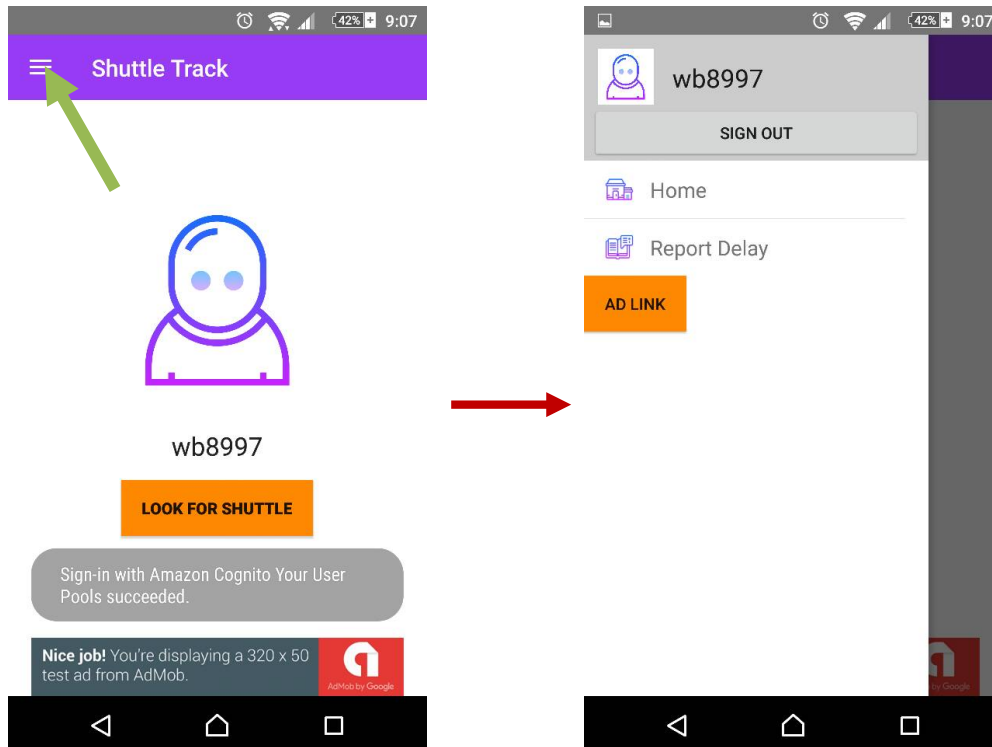 42% 9:07
Shuttle Track
wb8997
LOOK FOR SHUTTLE
Sign-in with Amazon Cognito Your User
Pools succeeded.
Nice job! You're displaying a 320 x 50
test ad from AdMob.
AdMob by Google
42% 9:07
wb8997
SIGN OUT
Home
Report Delay
AD LINK
by Google